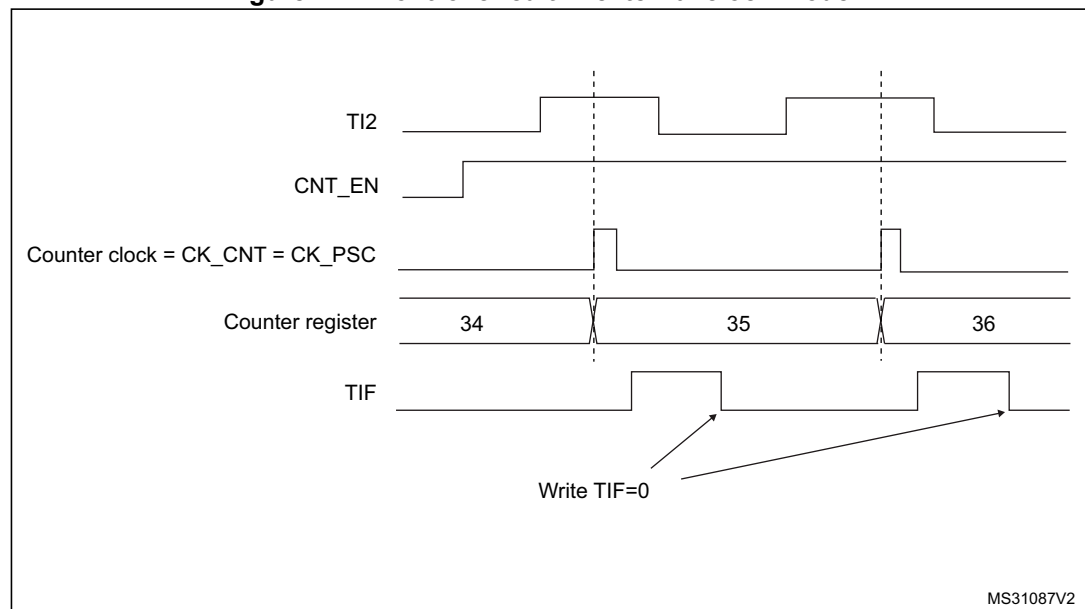 TI2
CNT_EN
Counter clock = CK_CNT = CK_PSC
Counter register
34
35
36
TIF
Write TIF=0
MS31087V2